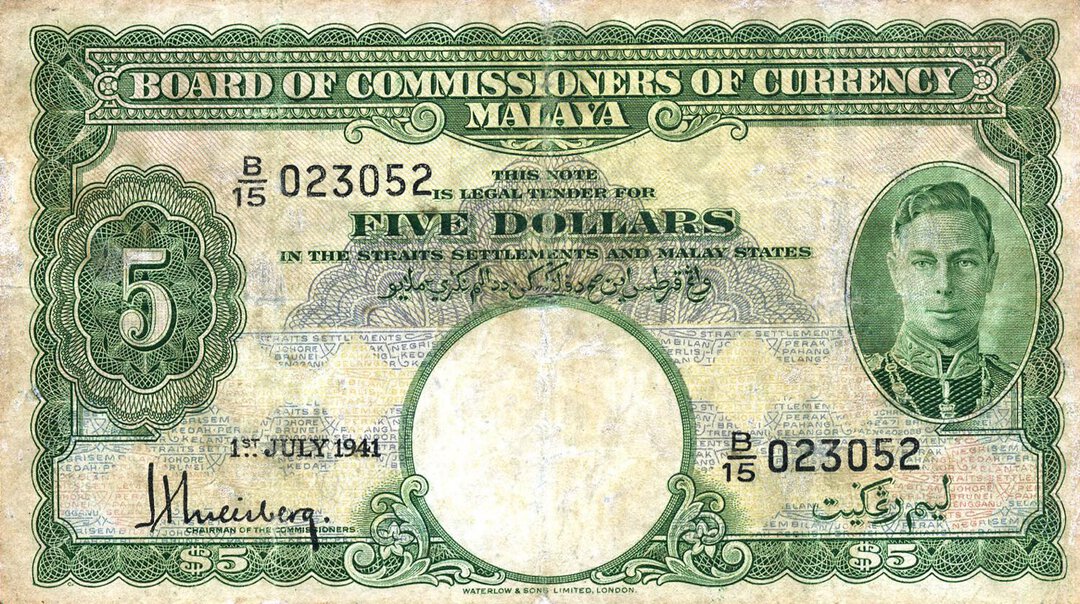 BOARD OF COMMISSIONERS OF CURRENCY
MALAYA
B/15 023052
THIS NOTE
IS LEGAL TENDER FOR
FIVE DOLLARS
IN THE STRAITS SETTLEMENTS AND MALAY STATES
5
1ST JULY 1941
B/15 023052
CHAIRMAN OF THE COMMISSIONERS
ليم رڠݢيت
$5
$5
WATERLOW & SONS LIMITED, LONDON.